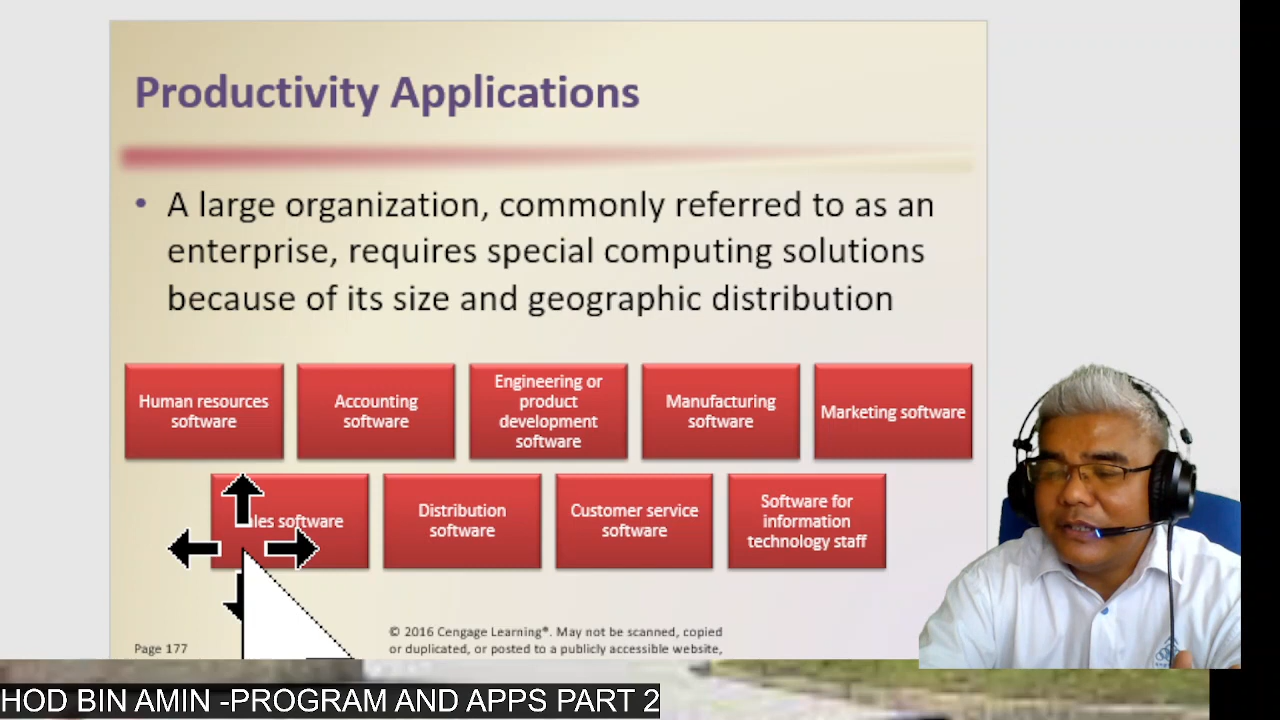 Productivity Applications
• A large organization, commonly referred to as an
enterprise, requires special computing solutions
because of its size and geographic distribution
Human resources
software
Accounting
software
Engineering or
product
development
software
Manufacturing
software
Marketing software
software
Distribution
software
Customer service
software
Software for
information
technology staff
© 2016 Cengage Learning®. May not be scanned, copied
or duplicated, or posted to a publicly accessible website,
Page 177
HOD BIN AMIN -PROGRAM AND APPS PART 2